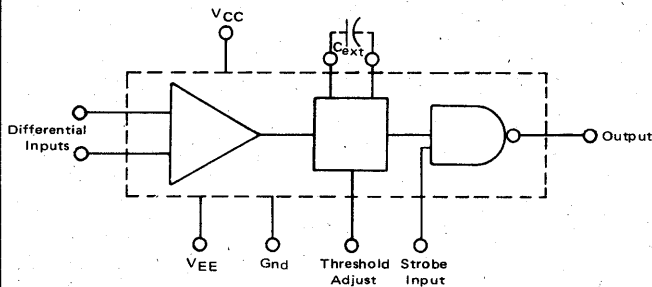 VCC
Cext
Differential
Inputs
Output
VEE
Gnd
Threshold
Adjust
Strobe
Input